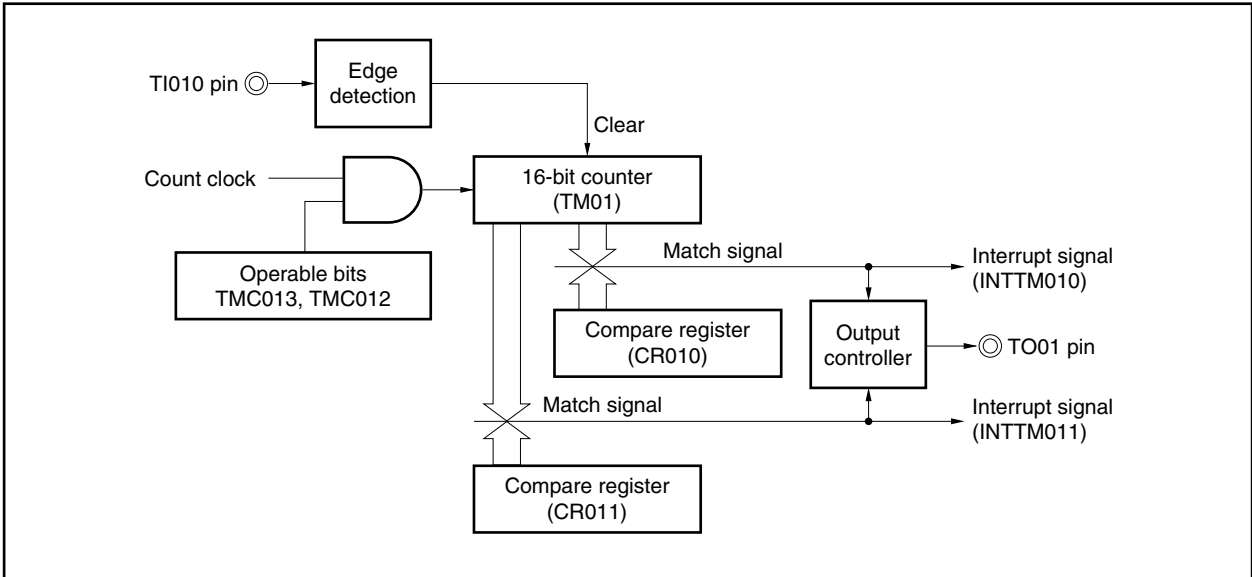 TI010 pin
Edge
detection
Clear
Count clock
16-bit counter
(TM01)
Operable bits
TMC013, TMC012
Match signal
Interrupt signal
(INTTM010)
Compare register
(CR010)
Output
controller
TO01 pin
Match signal
Interrupt signal
(INTTM011)
Compare register
(CR011)